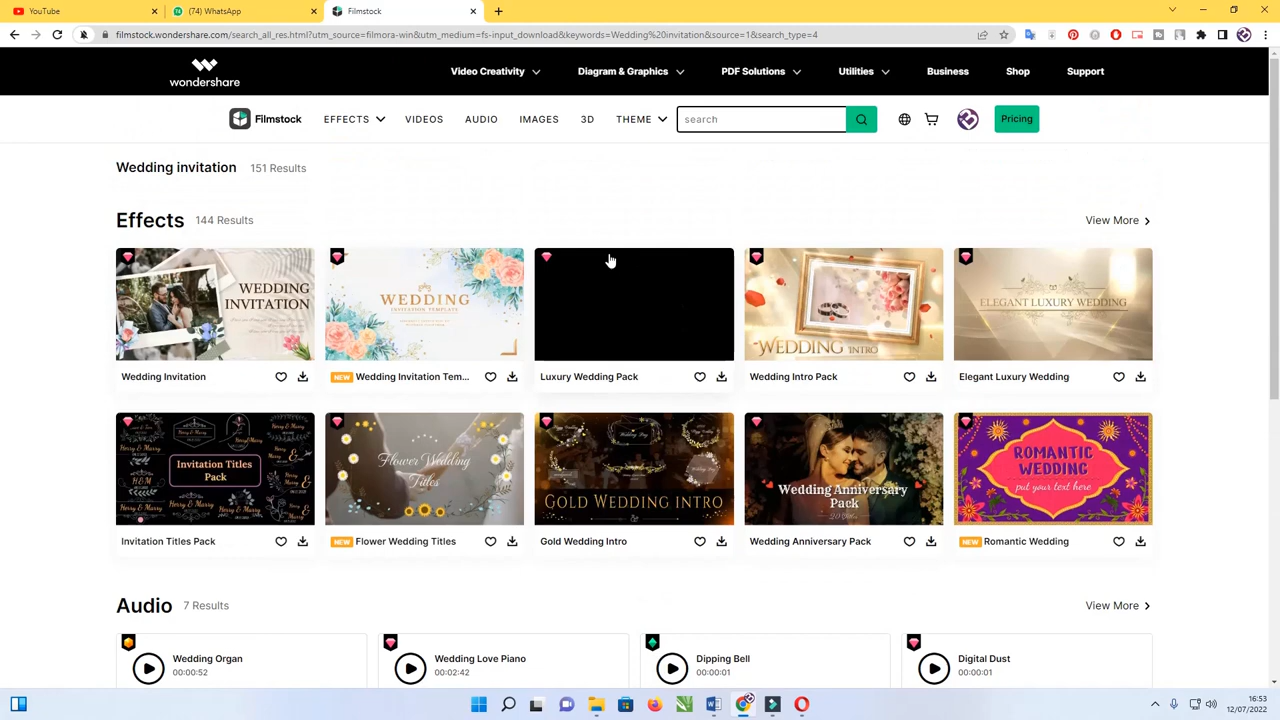 YouTube
(74) WhatsApp
Filmstock
filmstock.wondershare.com/search_all_res.html?utm_source=filmora-win&utm_medium=fs-input_download&keywords=Wedding%20invitation&source=1&search_type=4
wondershare
Video Creativity
Diagram & Graphics
PDF Solutions
Utilities
Business
Shop
Support
Filmstock
EFFECTS
VIDEOS
AUDIO
IMAGES
3D
THEME
search
Pricing
Wedding invitation 151 Results
Effects 144 Results
View More
WEDDING
INVITATION
WEDDING
INVITATION TEMPLATE
WEDDING INTRO
ELEGANT LUXURY WEDDING
Wedding Invitation
NEW Wedding Invitation Tem...
Luxury Wedding Pack
Wedding Intro Pack
Elegant Luxury Wedding
Invitation Titles
Pack
Flower Wedding
Titles
GOLD WEDDING INTRO
Wedding Anniversary
Pack
ROMANTIC
WEDDING
put your text here
Invitation Titles Pack
NEW Flower Wedding Titles
Gold Wedding Intro
Wedding Anniversary Pack
NEW Romantic Wedding
Audio 7 Results
View More
Wedding Organ
00:00:52
Wedding Love Piano
00:02:42
Dipping Bell
00:00:01
Digital Dust
00:00:01
16:53
12/07/2022